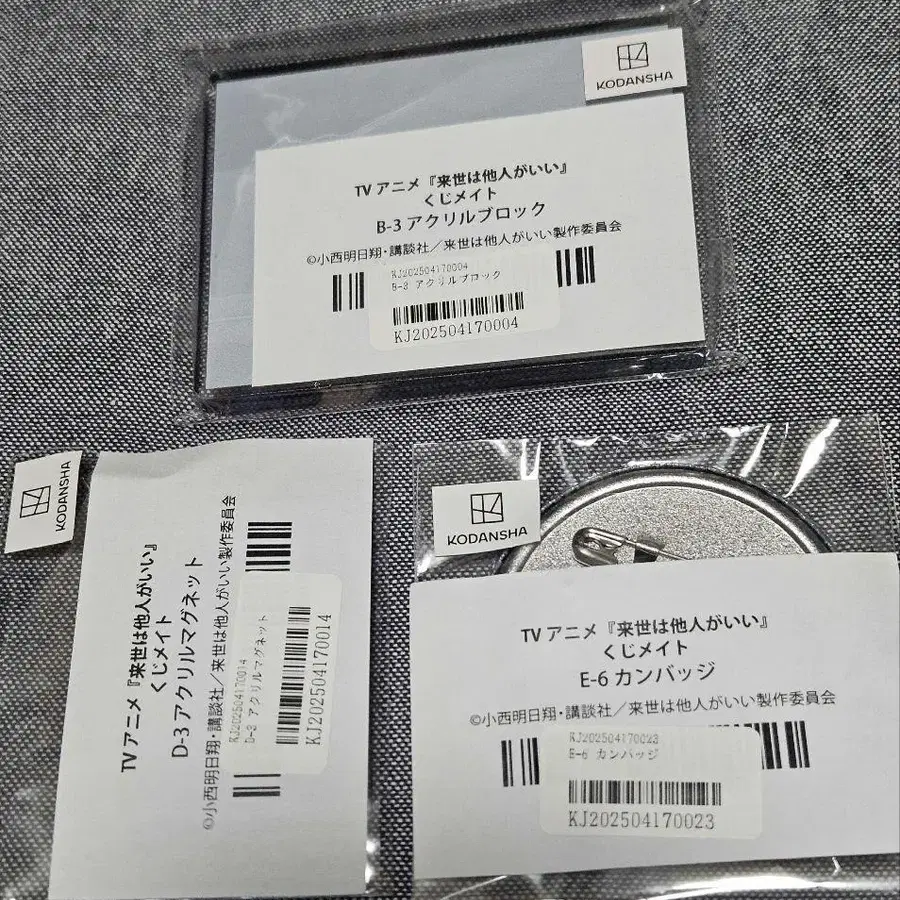 KODANSHA
TVアニメ『来世は他人がいい』
くじメイト
B-3 アクリルブロック
©小西明日翔・講談社／来世は他人がいい製作委員会
KJ202504170004
B-3 アクリルブロック
KJ202504170004
KODANSHA
TVアニメ『来世は他人がいい』
くじメイト
D-3 アクリルマグネット
©小西明日翔・講談社／来世は他人がいい製作委員会
KJ202504170014
D-3 アクリルマグネット
KJ202504170014
KODANSHA
TVアニメ『来世は他人がいい』
くじメイト
E-6 カンバッジ
©小西明日翔・講談社／来世は他人がいい製作委員会
KJ202504170023
E-6 カンバッジ
KJ202504170023